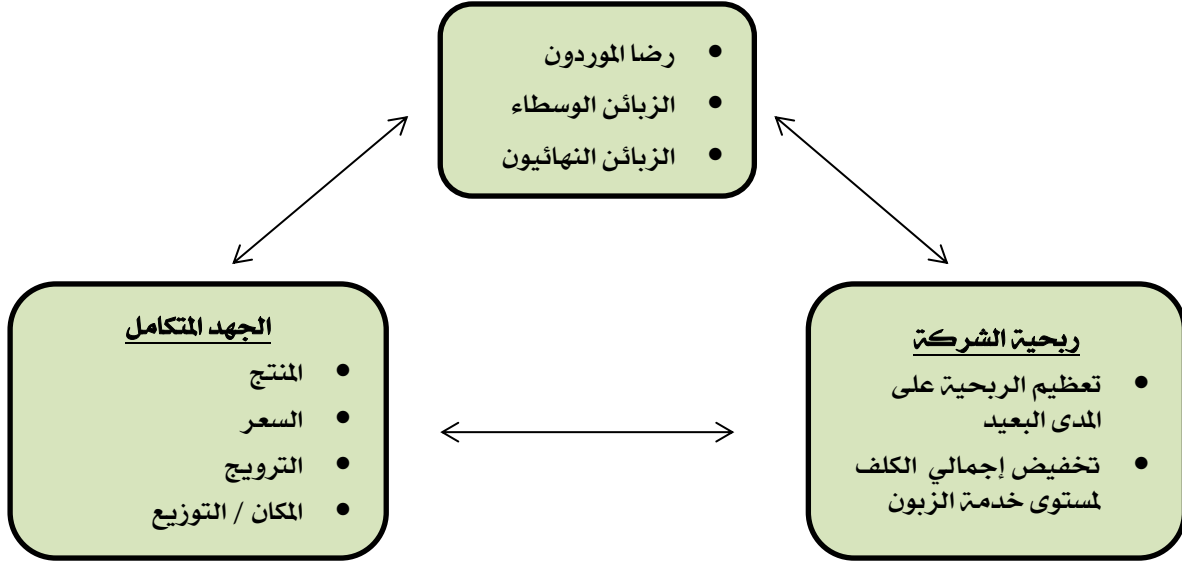 • رضا الموردون
• الزبائن الوسطاء
• الزبائن النهائيون
ربحية الشركة
• تعظيم الربحية على
المدى البعيد
• تخفيض إجمالي الكلف
لمستوى خدمة الزبون
الجهد المتكامل
• المنتج
• السعر
• الترويج
• المكان / التوزيع